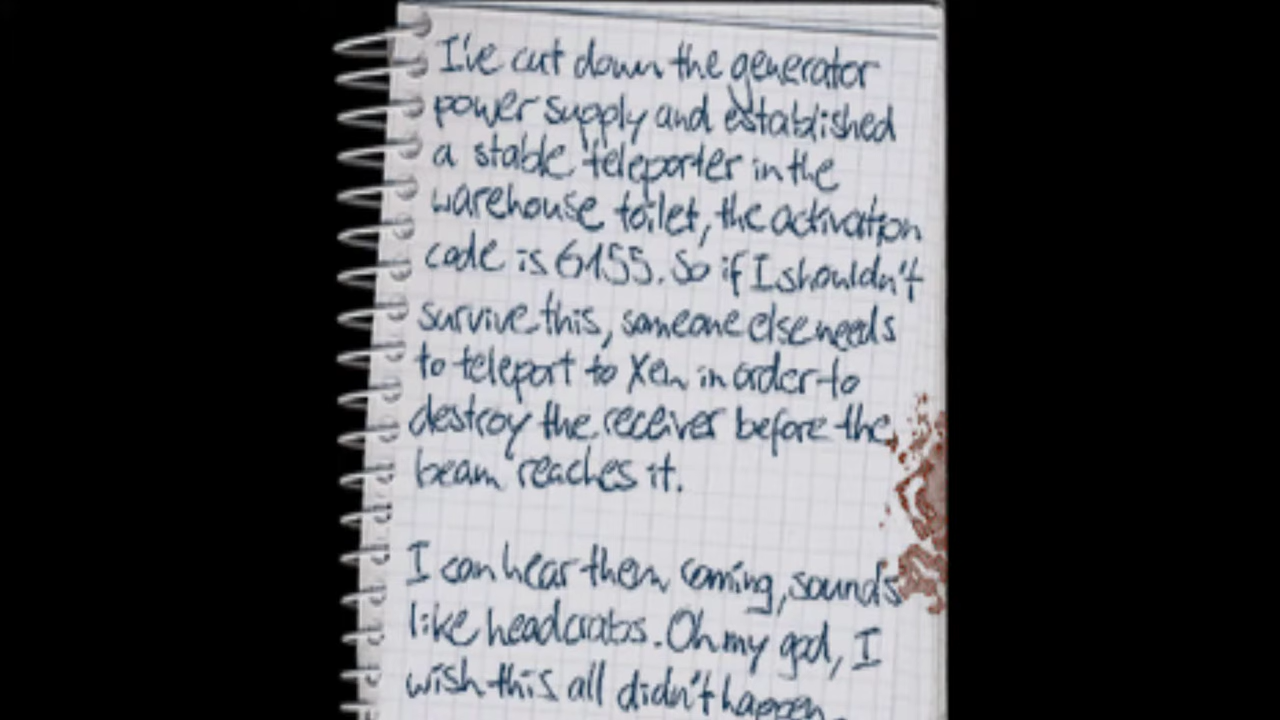 I've cut down the generator
power supply and established
a stable teleporter in the
warehouse toilet, the activation
code is 6155. So if I shouldn't
survive this, someone else needs
to teleport to Xen in order to
destroy the receiver before the
beam reaches it.
I can hear them coming, sounds
like headcrabs. Oh my god, I
wish this all didn't happen.